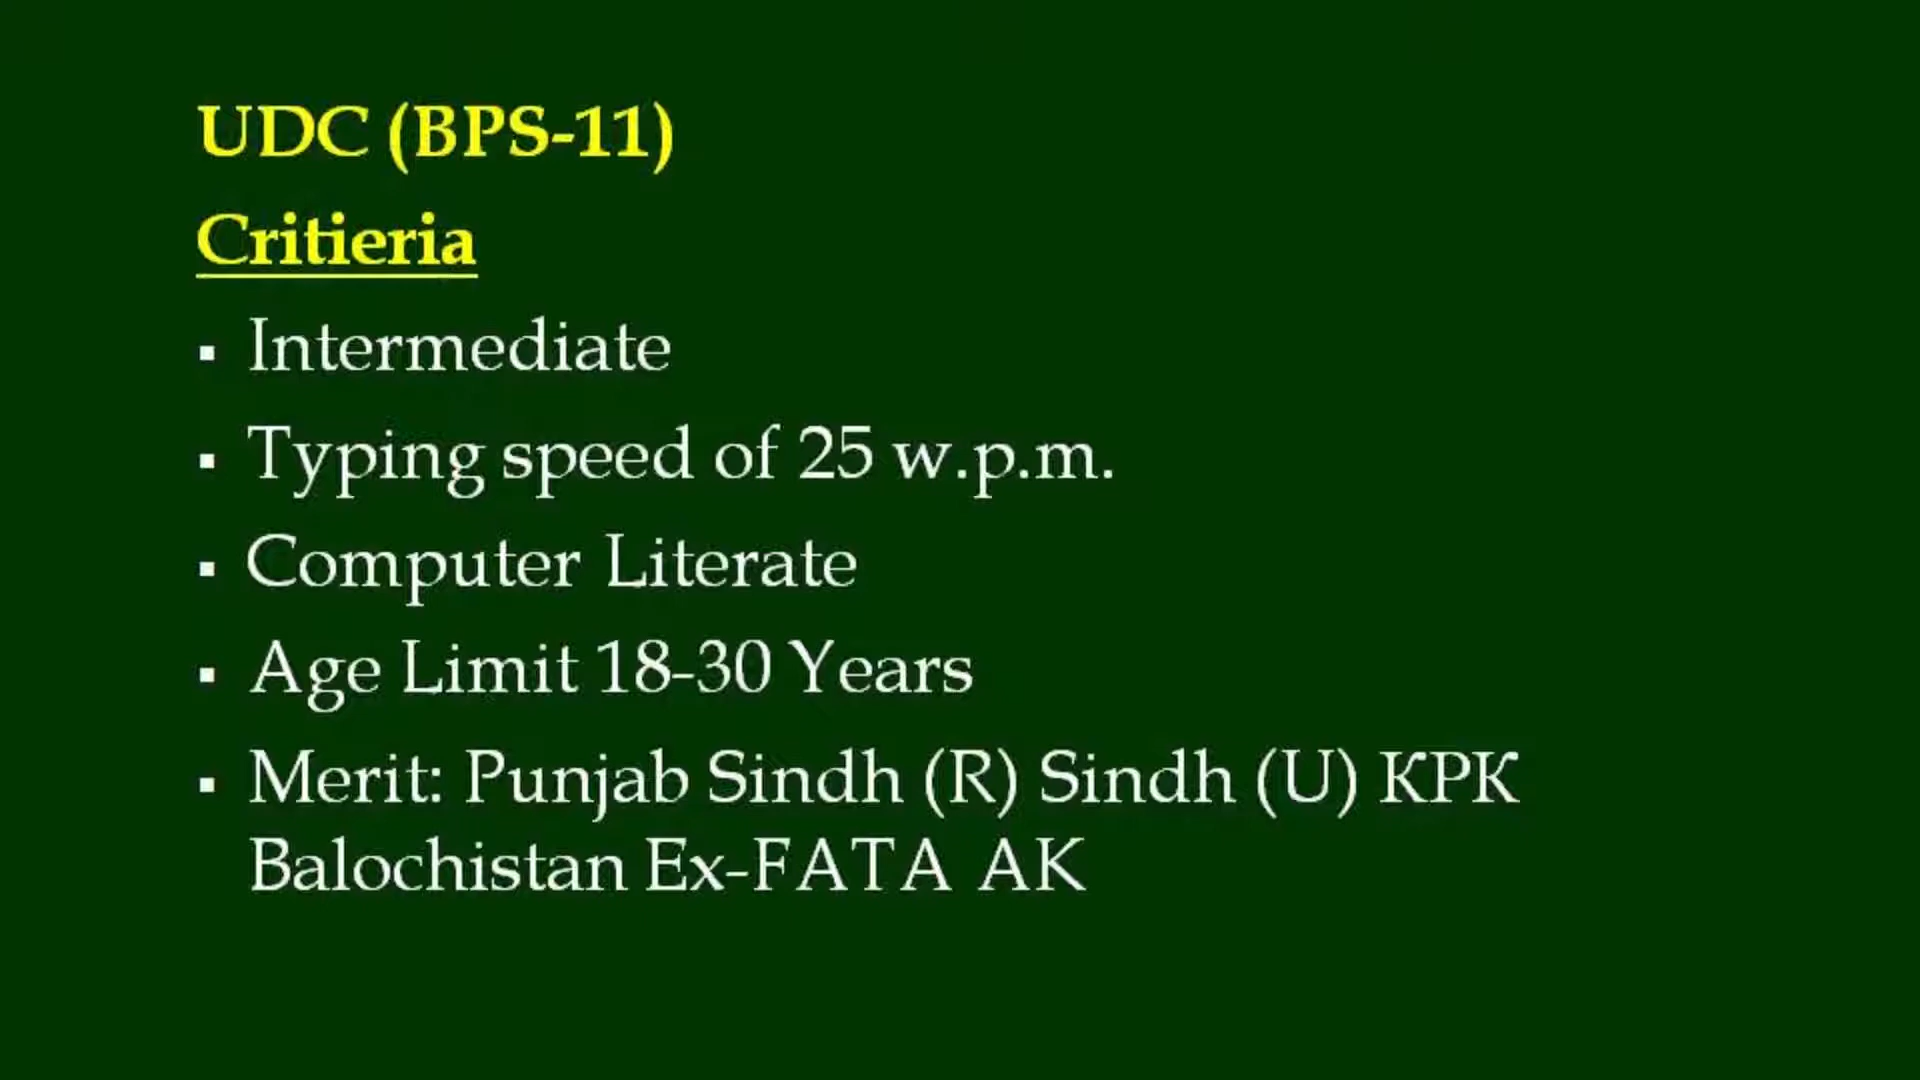 UDC (BPS-11)
Critieria
▪ Intermediate
▪ Typing speed of 25 w.p.m.
▪ Computer Literate
▪ Age Limit 18-30 Years
▪ Merit: Punjab Sindh (R) Sindh (U) KPK
Balochistan Ex-FATA AK